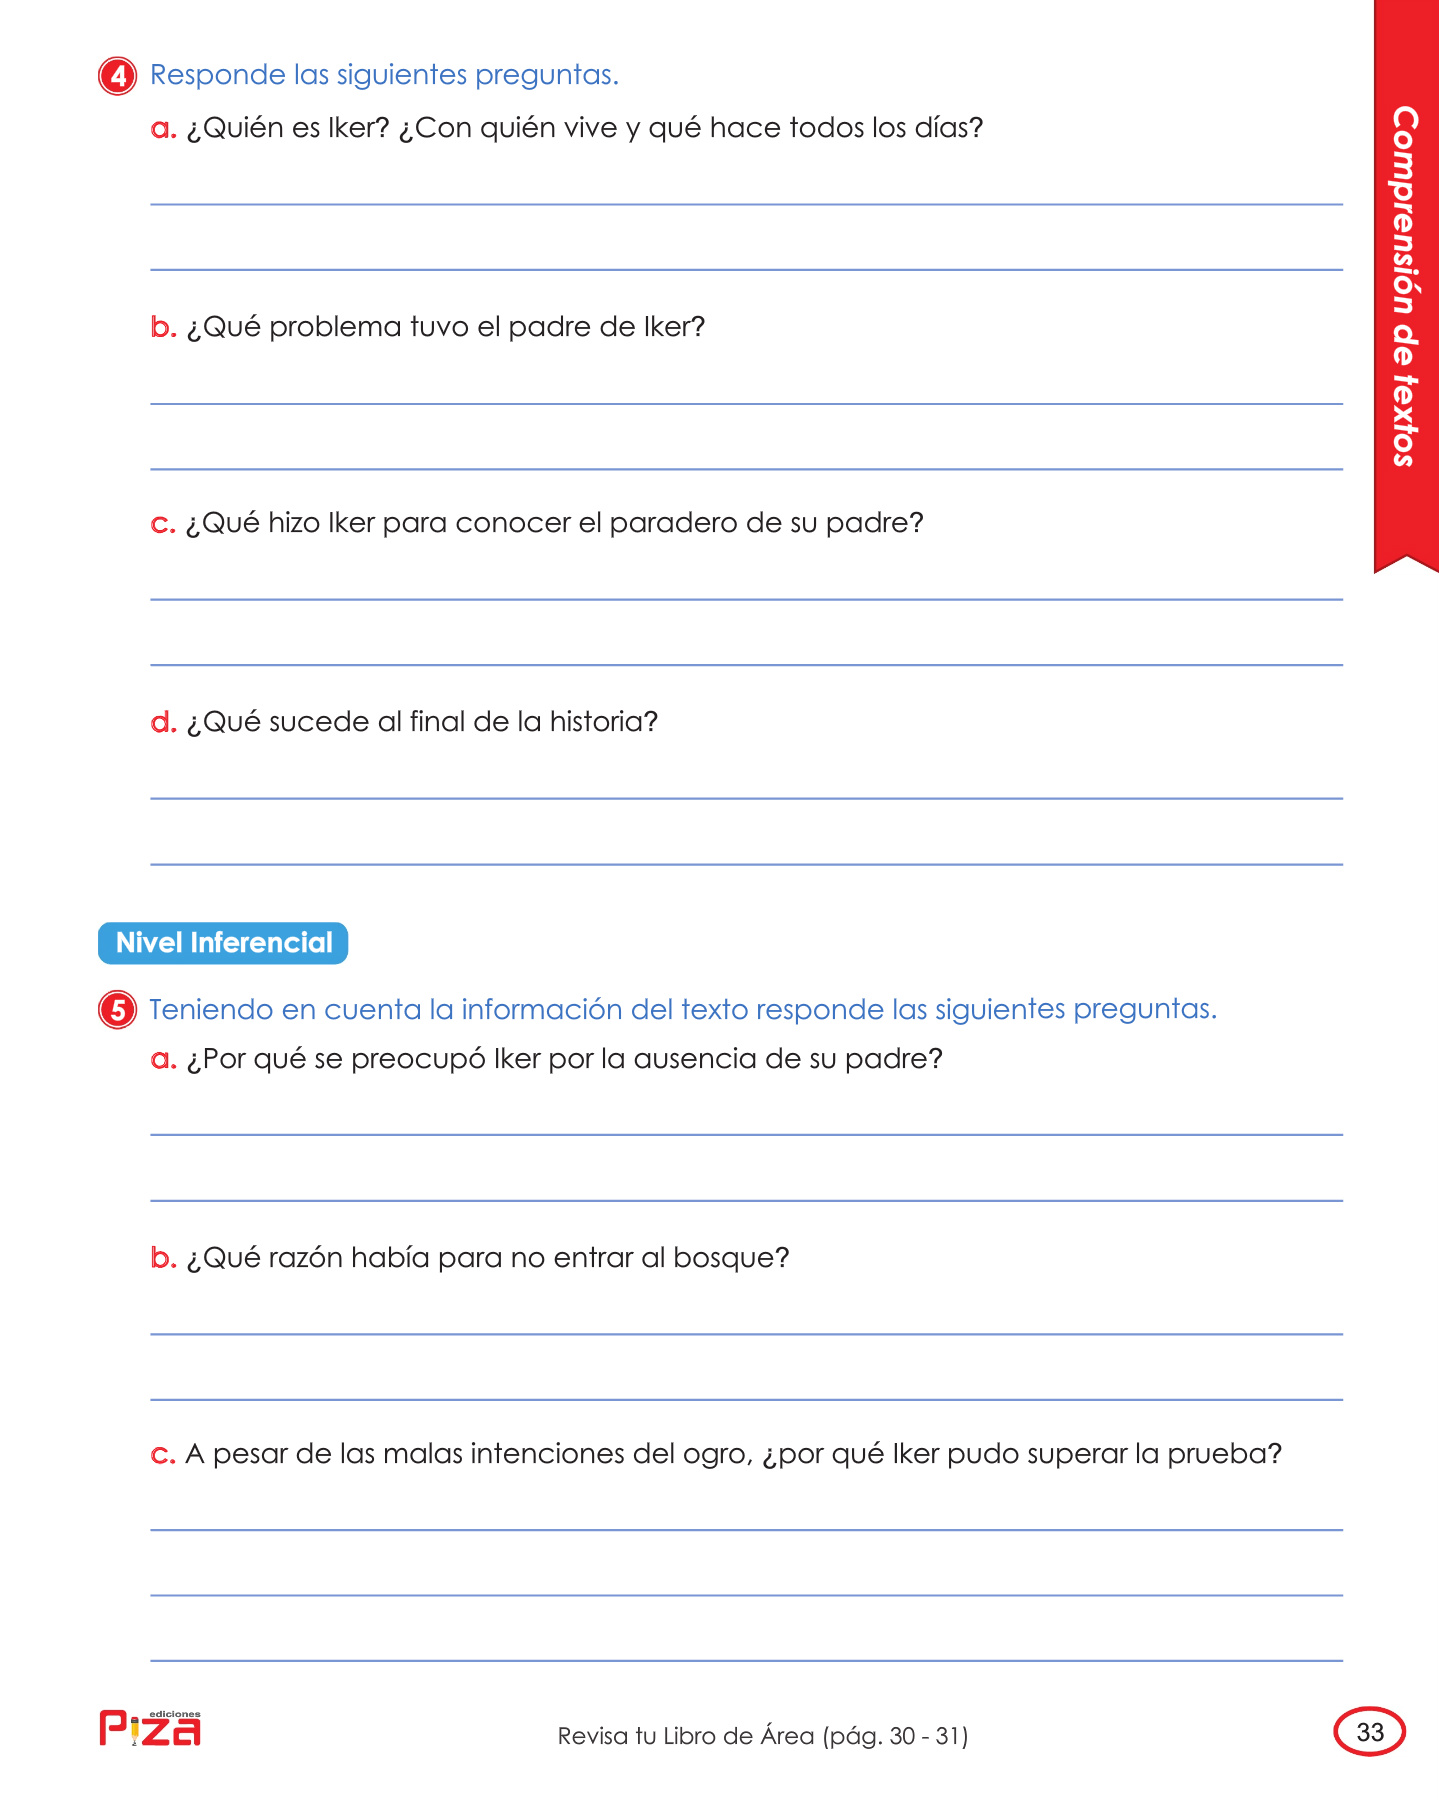 4 Responde las siguientes preguntas.
a. ¿Quién es Iker? ¿Con quién vive y qué hace todos los días?
b. ¿Qué problema tuvo el padre de Iker?
c. ¿Qué hizo Iker para conocer el paradero de su padre?
d. ¿Qué sucede al final de la historia?
Comprensión de textos
Nivel Inferencial
5 Teniendo en cuenta la información del texto responde las siguientes preguntas.
a. ¿Por qué se preocupó Iker por la ausencia de su padre?
b. ¿Qué razón había para no entrar al bosque?
c. A pesar de las malas intenciones del ogro, ¿por qué Iker pudo superar la prueba?
ediciones
Piza
Revisa tu Libro de Área (pág. 30 - 31)
33